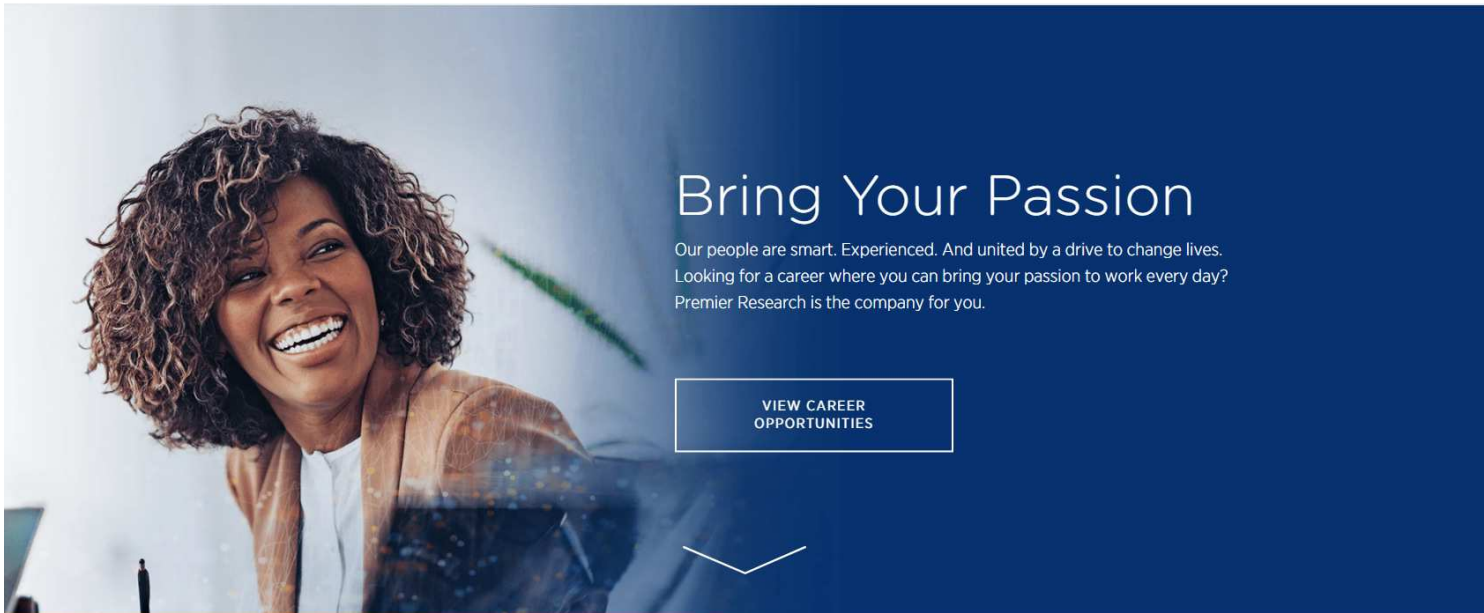 Bring Your Passion
Our people are smart. Experienced. And united by a drive to change lives.
Looking for a career where you can bring your passion to work every day?
Premier Research is the company for you.
VIEW CAREER
OPPORTUNITIES